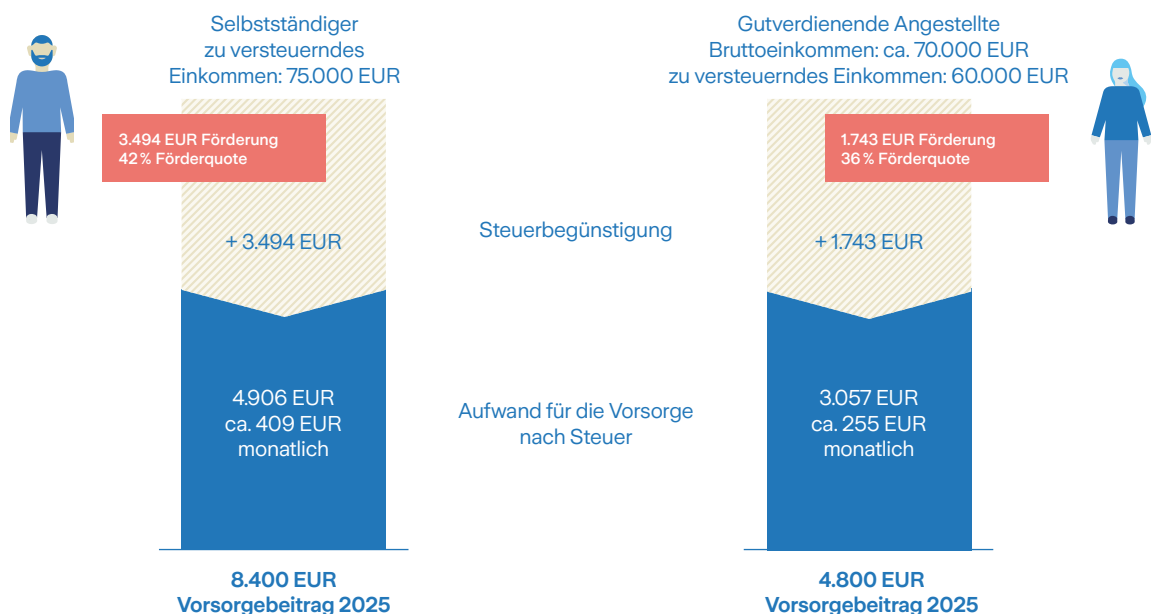 Selbstständiger
zu versteuerndes
Einkommen: 75.000 EUR
3.494 EUR Förderung
42 % Förderquote
+ 3.494 EUR
4.906 EUR
ca. 409 EUR
monatlich
8.400 EUR
Vorsorgebeitrag 2025
Steuerbegünstigung
Aufwand für die Vorsorge
nach Steuer
Gutverdienende Angestellte
Bruttoeinkommen: ca. 70.000 EUR
zu versteuerndes Einkommen: 60.000 EUR
1.743 EUR Förderung
36 % Förderquote
+ 1.743 EUR
3.057 EUR
ca. 255 EUR
monatlich
4.800 EUR
Vorsorgebeitrag 2025